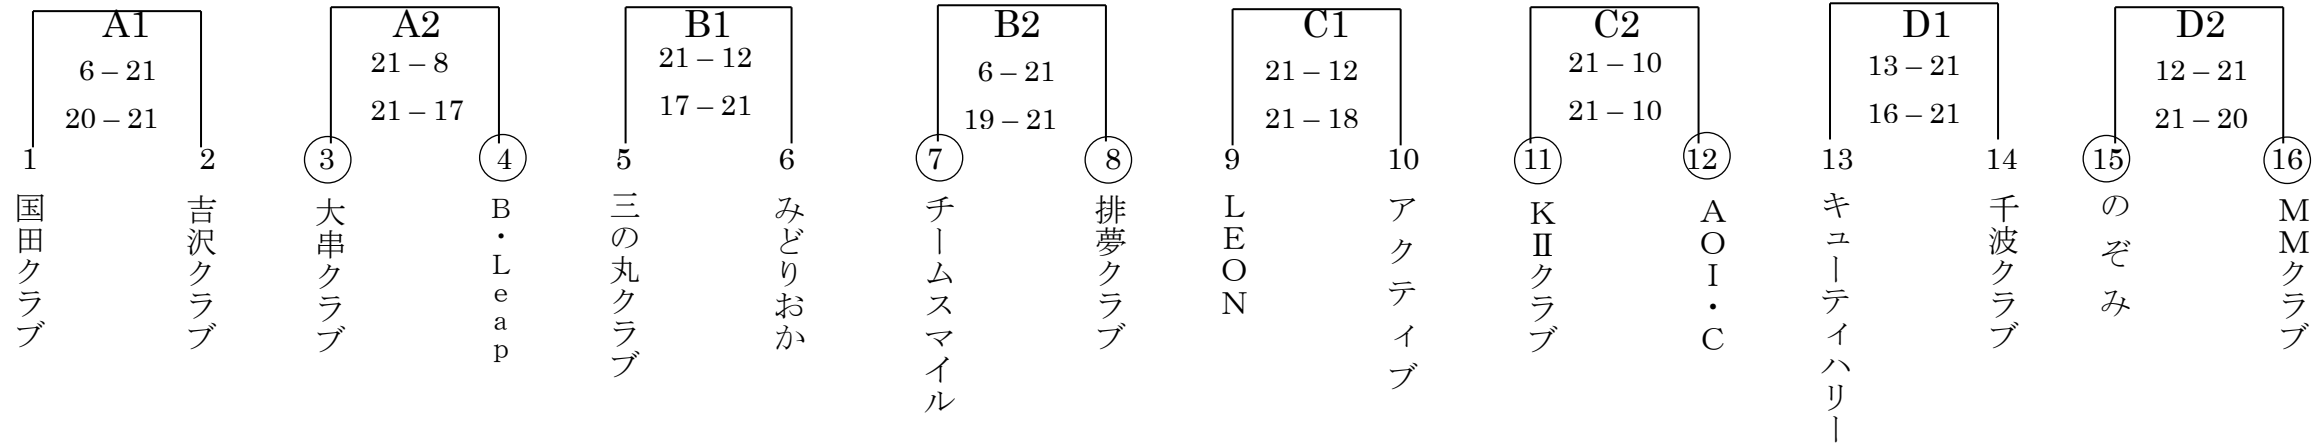 A1
6 – 21
20 – 21
1
2
国田クラブ
吉沢クラブ
A2
21 – 8
21 – 17
3
4
大串クラブ
B・Leap
B1
21 – 12
17 – 21
5
6
三の丸クラブ
みどりおか
B2
6 – 21
19 – 21
7
8
チームスマイル
排夢クラブ
C1
21 – 12
21 – 18
9
10
LEON
アクティブ
C2
21 – 10
21 – 10
11
12
KⅡクラブ
AOI・C
D1
13 – 21
16 – 21
13
14
キューティハリー
千波クラブ
D2
12 – 21
21 – 20
15
16
のぞみ
MMクラブ